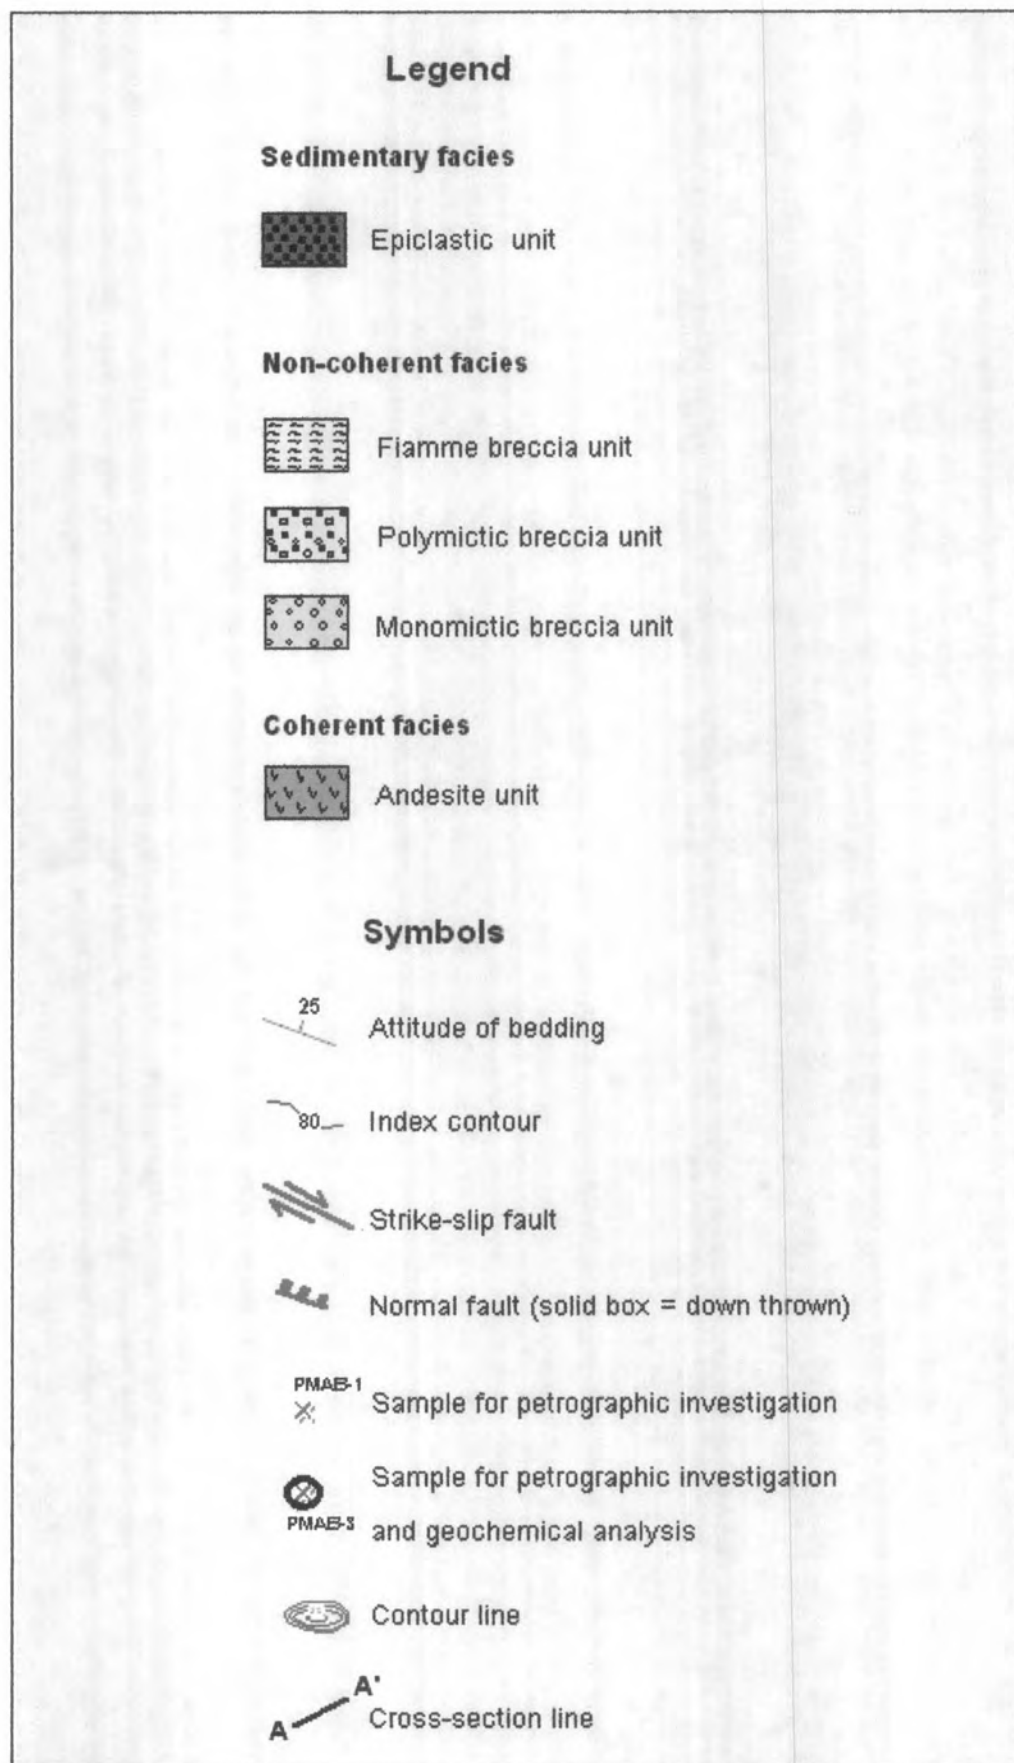 Legend
Sedimentary facies
Epiclastic unit
Non-coherent facies
Fiamme breccia unit
Polymictic breccia unit
Monomictic breccia unit
Coherent facies
Andesite unit
Symbols
25
Attitude of bedding
80
Index contour
Strike-slip fault
Normal fault (solid box = down thrown)
PMAB-1
Sample for petrographic investigation
Sample for petrographic investigation
PMAB-3 and geochemical analysis
Contour line
A'
A
Cross-section line